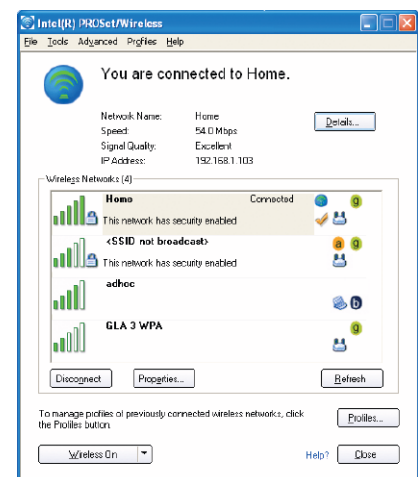 Intel(R) PROSet/Wireless
File Tools Advanced Profiles Help
You are connected to Home.
Network Name: Home
Speed: 54.0 Mbps
Signal Quality: Excellent
IP Address: 192.168.1.103
Details...
Wireless Networks (4)
Home Connected
g
This network has security enabled
<SSID not broadcast>
a g
This network has security enabled
adhoc
b
GLA 3 WPA
g
Disconnect Properties... Refresh
To manage profiles of previously connected wireless networks, click
the Profiles button.
Profiles...
Wireless On Help? Close